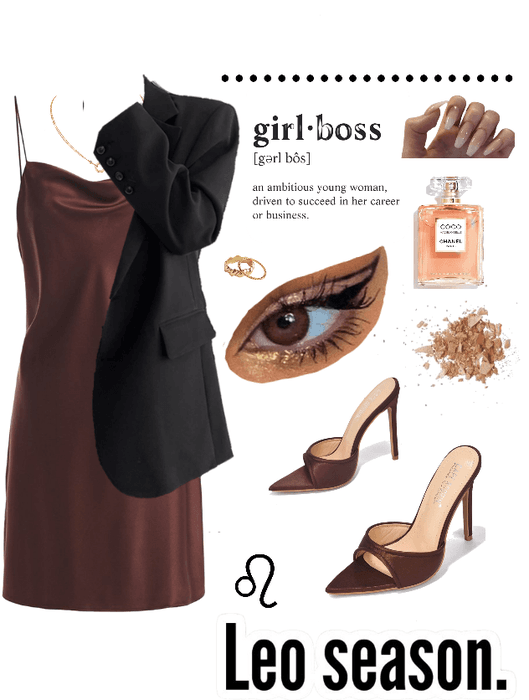 girl·boss
[gərl bôs]
an ambitious young woman,
driven to succeed in her career
or business.
COCO
CHANEL
Leo season.